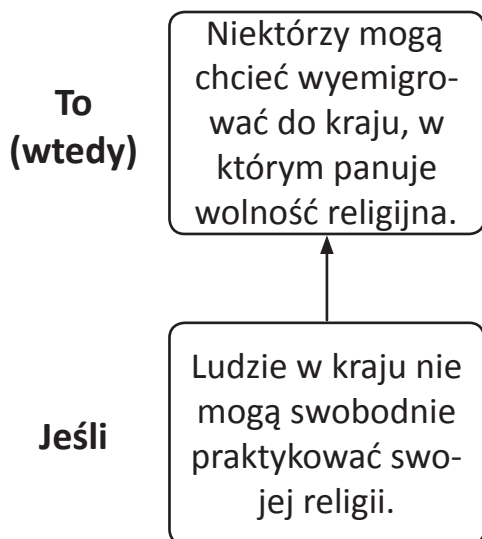 To
(wtedy)
Niektórzy mogą
chcieć wyemigro-
wać do kraju, w
którym panuje
wolność religijna.
Jeśli
Ludzie w kraju nie
mogą swobodnie
praktykować swo-
jej religii.